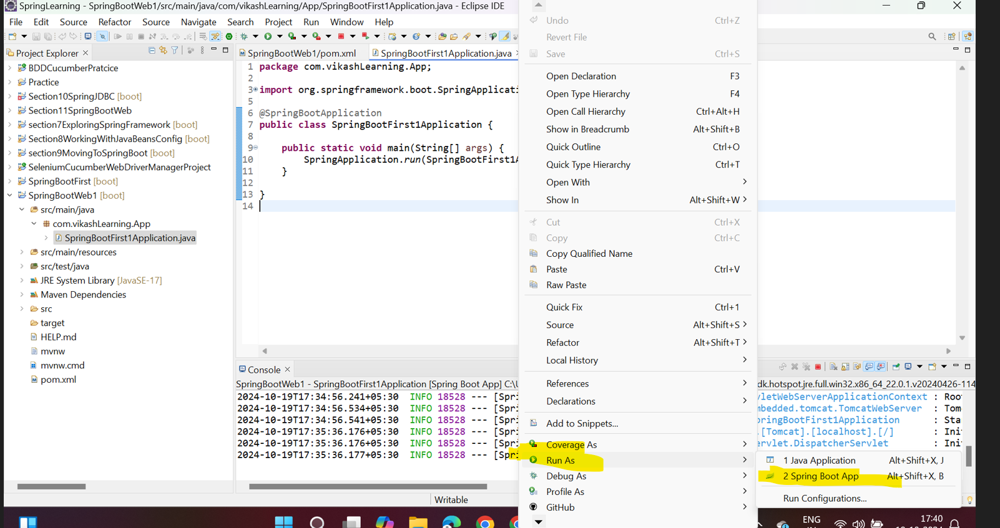 SpringLearning - SpringBootWeb1/src/main/java/com/vikashLearning/App/SpringBootFirst1Application.java - Eclipse IDE
File Edit Source Refactor Source Navigate Search Project Run Window Help
Project Explorer
BDDCucumberPratcice
Practice
Section10SpringJDBC [boot]
Section11SpringBootWeb
section7ExploringSpringFramework [boot]
Section8WorkingWithJavaBeansConfig [boot]
section9MovingToSpringBoot [boot]
SeleniumCucumberWebDriverManagerProject
SpringBootFirst [boot]
SpringBootWeb1 [boot]
src/main/java
com.vikashLearning.App
SpringBootFirst1Application.java
src/main/resources
src/test/java
JRE System Library [JavaSE-17]
Maven Dependencies
src
target
HELP.md
mvnw
mvnw.cmd
pom.xml
SpringBootWeb1/pom.xml SpringBootFirst1Application.java
1 package com.vikashLearning.App;
2
3 import org.springframework.boot.SpringApplicati
5
6 @SpringBootApplication
7 public class SpringBootFirst1Application {
8
9 public static void main(String[] args) {
10 SpringApplication.run(SpringBootFirst1A
11 }
12
13 }
14
Console
SpringBootWeb1 - SpringBootFirst1Application [Spring Boot App] C:\U dk.hotspot.jre.full.win32.x86_64_22.0.1.v20240426-114
2024-10-19T17:34:56.241+05:30 INFO 18528 --- [Spri vletWebServerApplicationContext : Root
2024-10-19T17:34:56.534+05:30 INFO 18528 --- [Spri mbedded.tomcat.TomcatWebServer : Tom
2024-10-19T17:34:56.541+05:30 INFO 18528 --- [Spri pringBootFirst1Application : Sta
2024-10-19T17:35:36.176+05:30 INFO 18528 --- [Spri .[Tomcat].[localhost].[/] : Ini
2024-10-19T17:35:36.176+05:30 INFO 18528 --- [Spri ervlet.DispatcherServlet : Ini
2024-10-19T17:35:36.177+05:30 INFO 18528 --- [Spri
Writable
Undo Ctrl+Z
Revert File
Save Ctrl+S
Open Declaration F3
Open Type Hierarchy F4
Open Call Hierarchy Ctrl+Alt+H
Show in Breadcrumb Alt+Shift+B
Quick Outline Ctrl+O
Quick Type Hierarchy Ctrl+T
Open With
Show In Alt+Shift+W
Cut Ctrl+X
Copy Ctrl+C
Copy Qualified Name
Paste Ctrl+V
Raw Paste
Quick Fix Ctrl+1
Source Alt+Shift+S
Refactor Alt+Shift+T
Local History
References
Declarations
Add to Snippets...
Coverage As
Run As
Debug As
Profile As
GitHub
1 Java Application Alt+Shift+X, J
2 Spring Boot App Alt+Shift+X, B
Run Configurations...
ENG
17:40